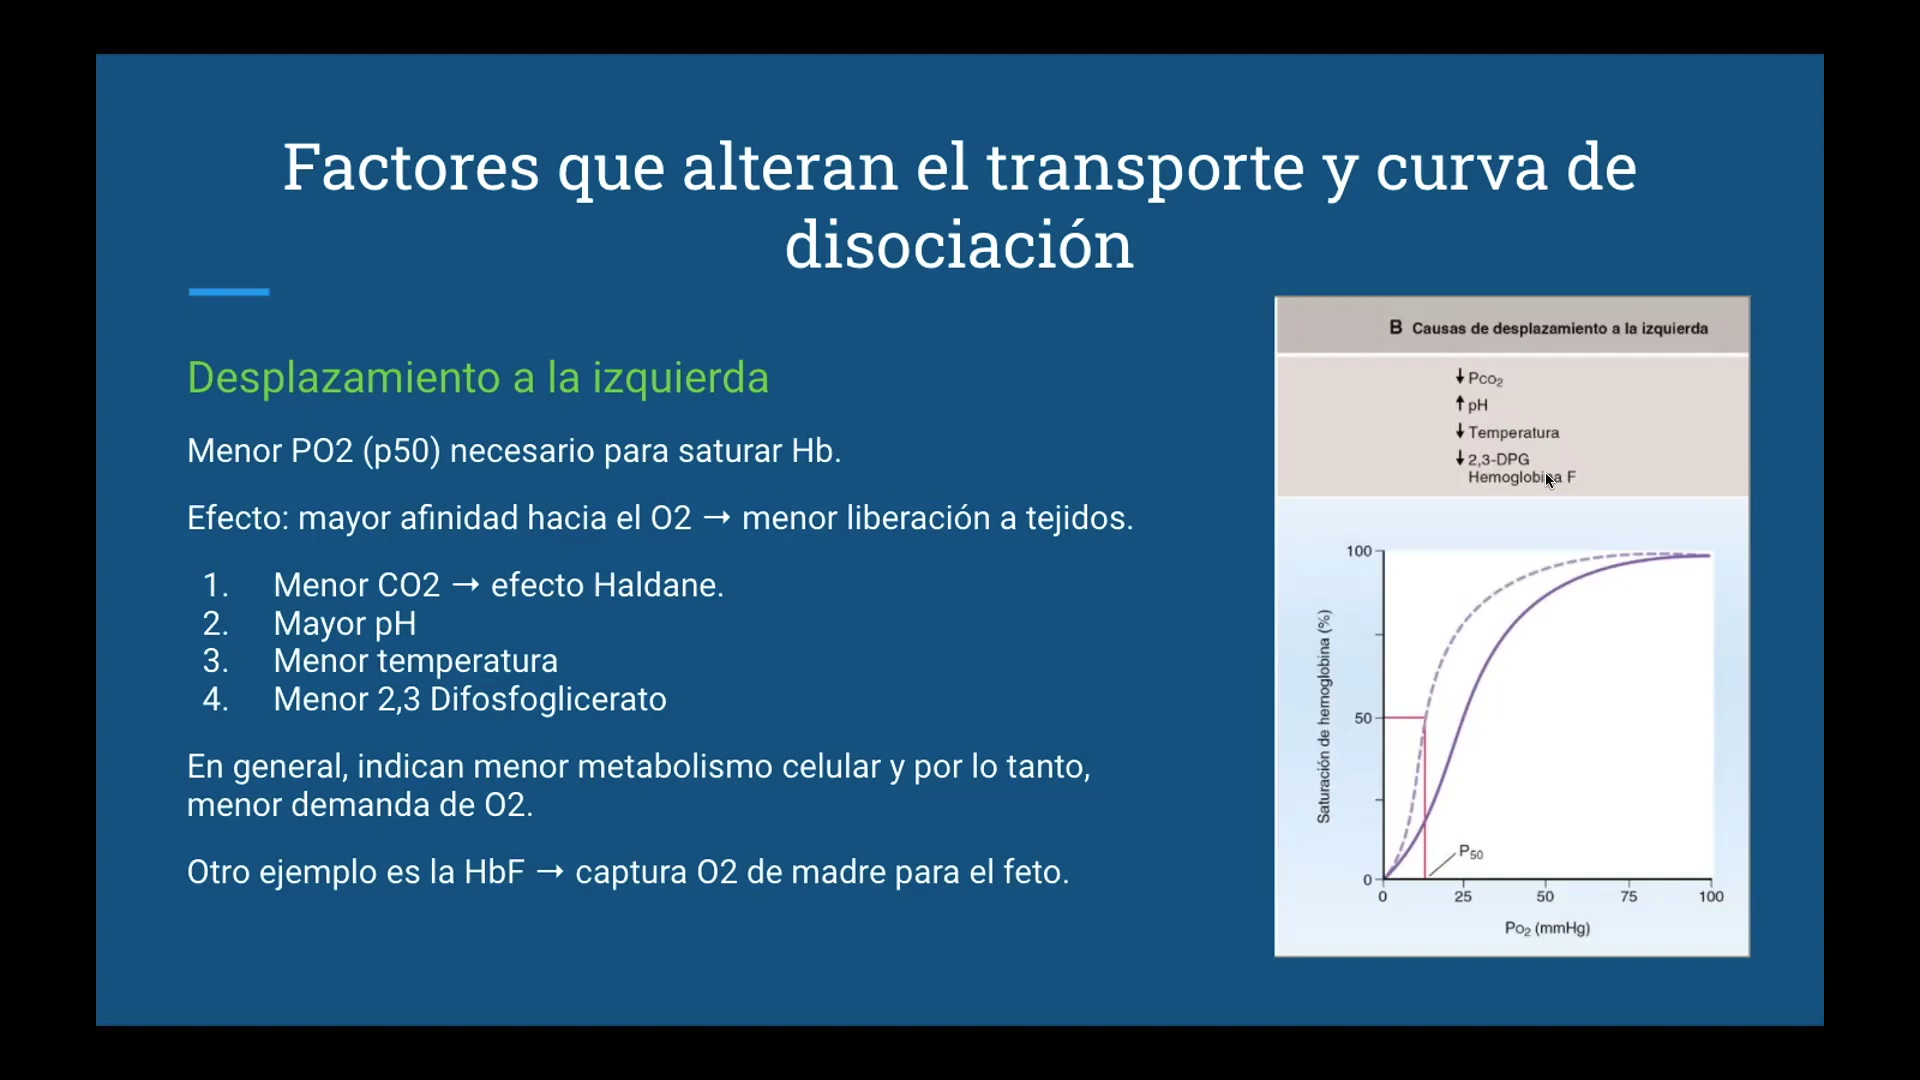 Factores que alteran el transporte y curva de
disociación
Desplazamiento a la izquierda
Menor PO2 (p50) necesario para saturar Hb.
Efecto: mayor afinidad hacia el O2 → menor liberación a tejidos.
1. Menor CO2 → efecto Haldane.
2. Mayor pH
3. Menor temperatura
4. Menor 2,3 Difosfoglicerato
En general, indican menor metabolismo celular y por lo tanto,
menor demanda de O2.
Otro ejemplo es la HbF → captura O2 de madre para el feto.
B Causas de desplazamiento a la izquierda
↓ Pco₂
↑ pH
↓ Temperatura
↓ 2,3-DPG
Hemoglobina F
Saturación de hemoglobina (%)
100
50
0
P₅₀
0 25 50 75 100
Po₂ (mmHg)